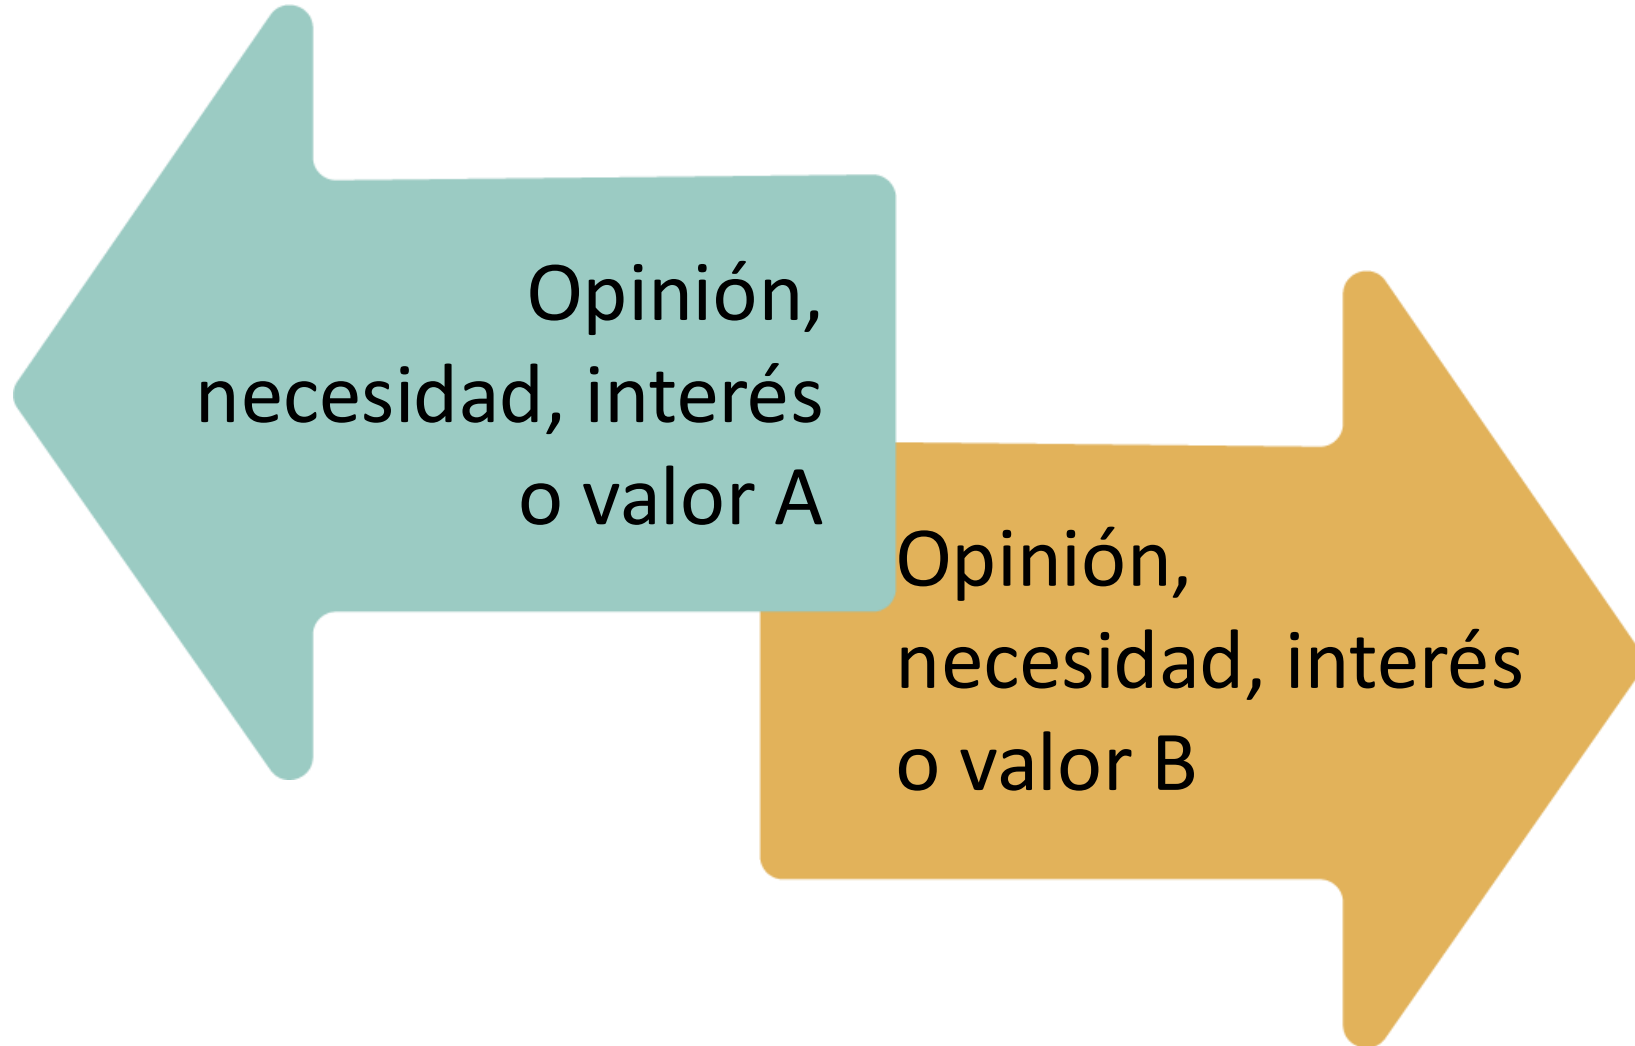 Opinión,
necesidad, interés
o valor A
Opinión,
necesidad, interés
o valor B